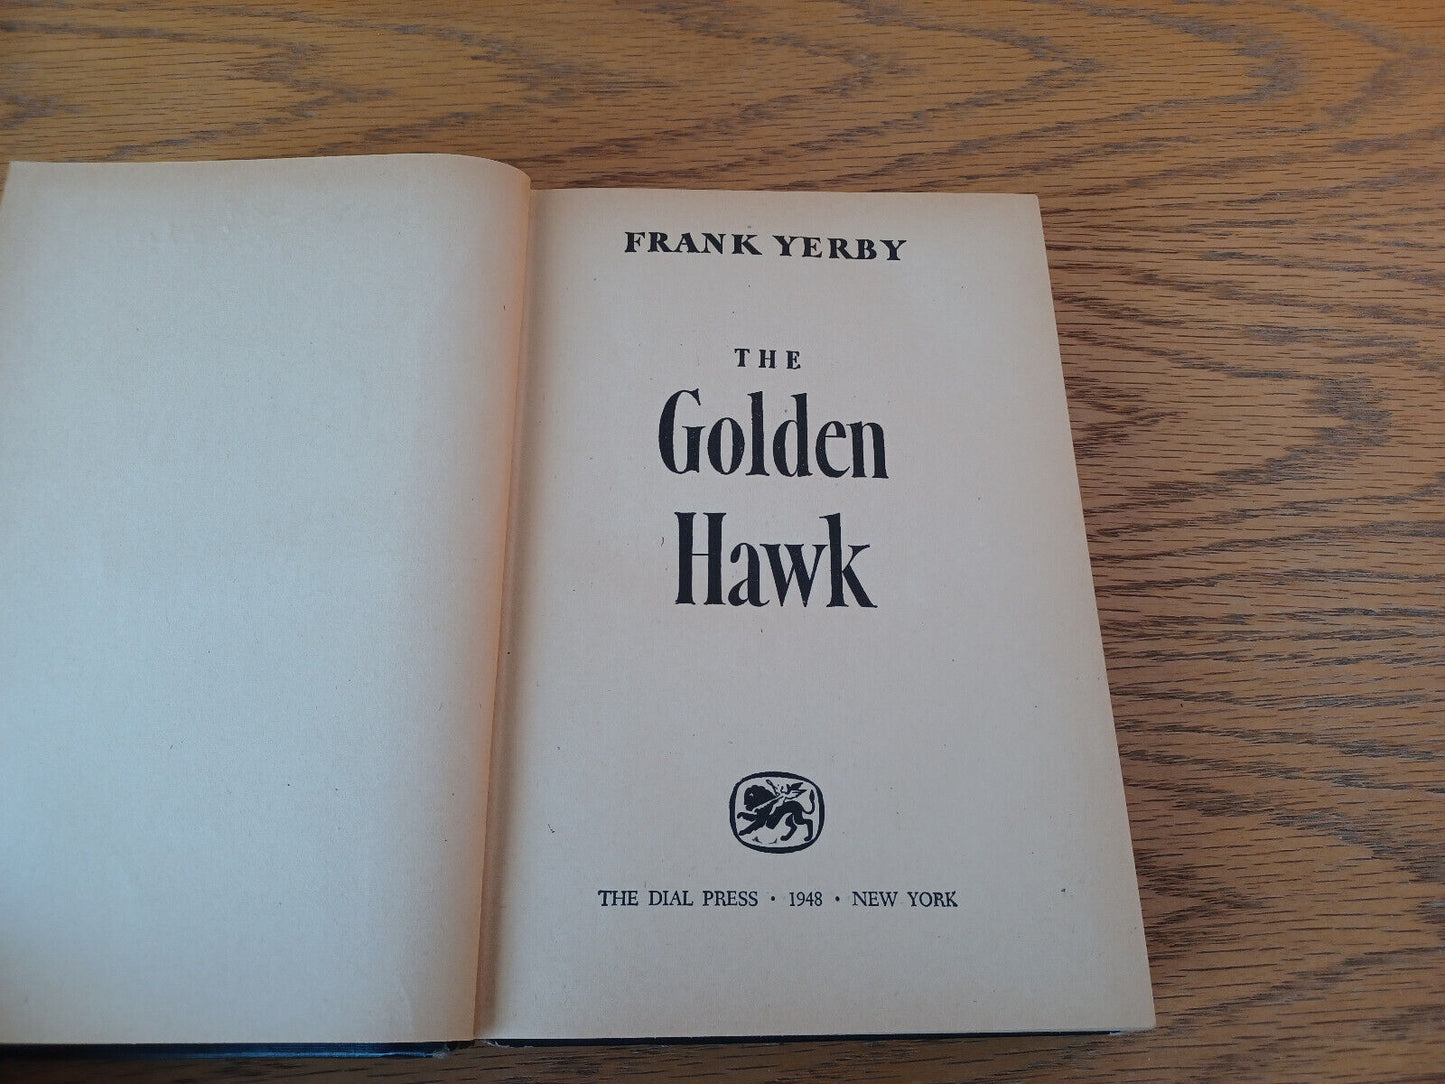 FRANK YERBY
THE
Golden
Hawk
THE DIAL PRESS · 1948 · NEW YORK